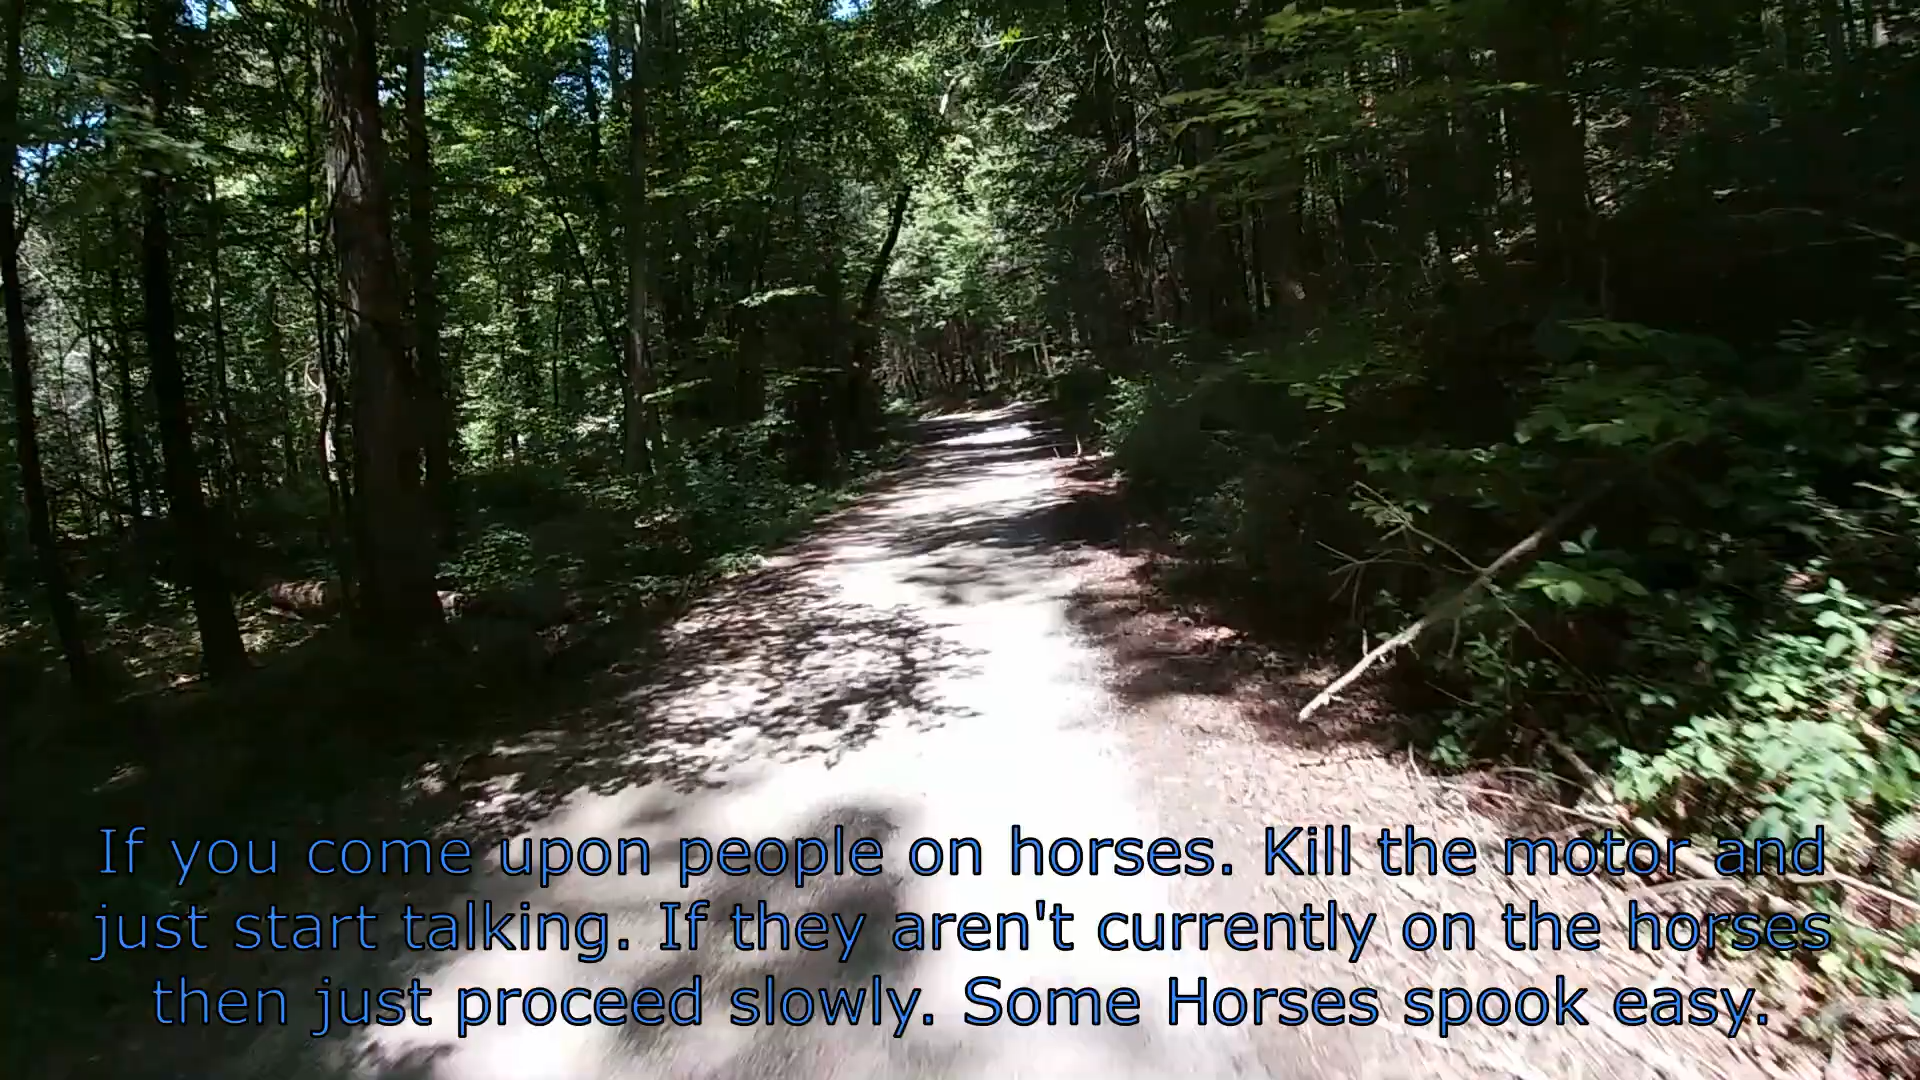 If you come upon people on horses. Kill the motor and
just start talking. If they aren't currently on the horses
then just proceed slowly. Some Horses spook easy.